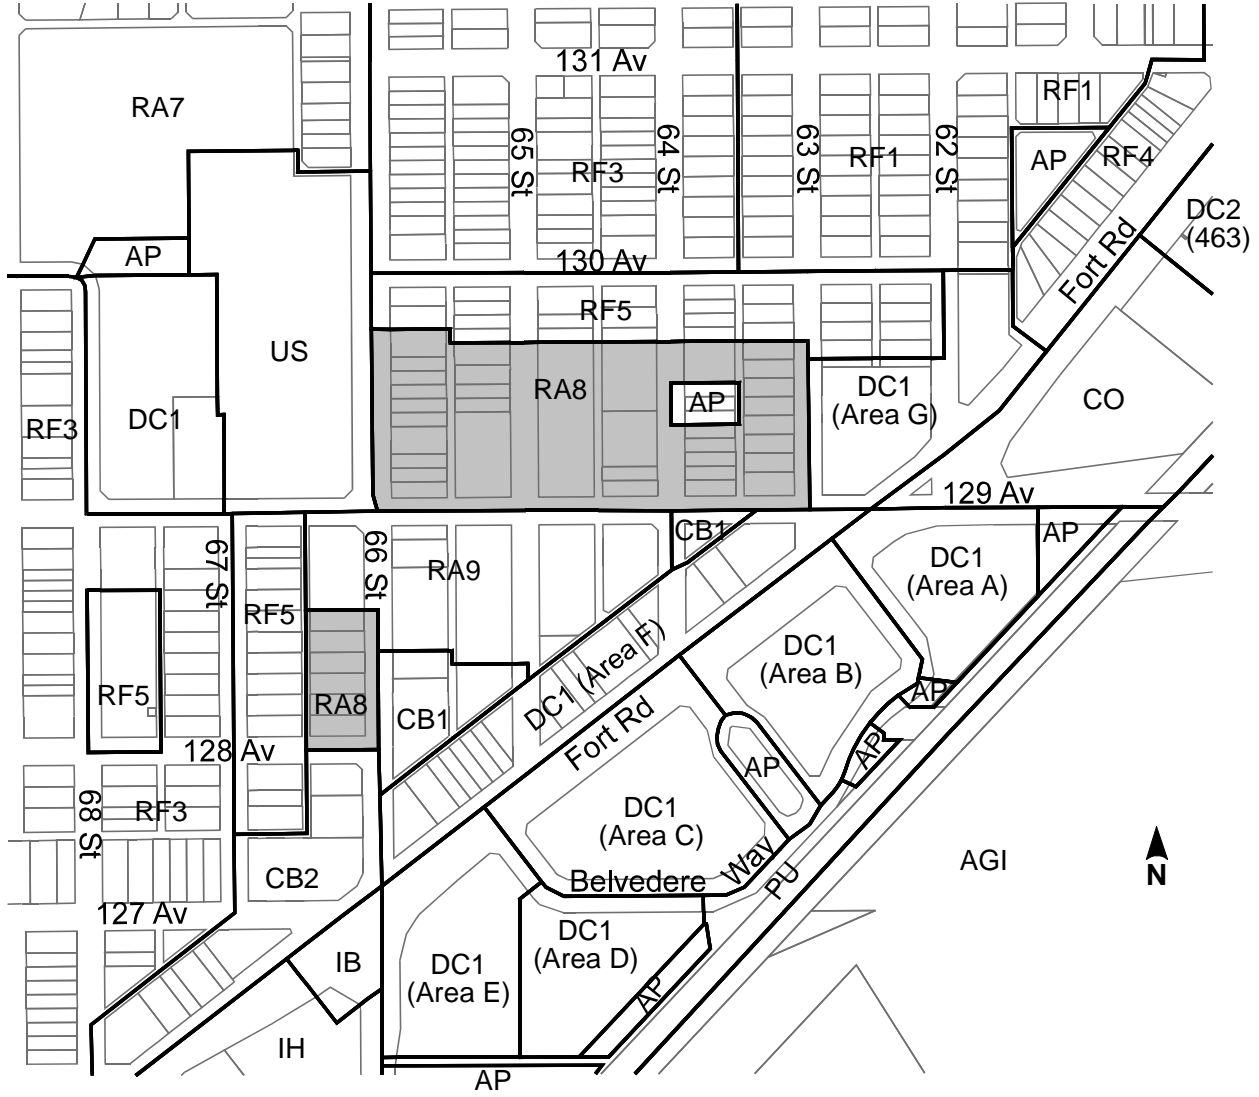 131 Av
RA7
RF1
65 St
64 St
63 St
62 St
RF3
RF1
AP
RF4
DC2
(463)
AP
130 Av
Fort Rd
RF5
US
RA8
AP
DC1
(Area G)
CO
RF3
DC1
129 Av
CB1
AP
67 St
66 St
RA9
DC1
(Area A)
RF5
DC1 (Area F)
DC1
(Area B)
RF5
RA8
CB1
AP
Fort Rd
128 Av
AP
AP
68 St
RF3
DC1
(Area C)
Way
AGI
N
CB2
Belvedere
PU
127 Av
DC1
(Area D)
IB
DC1
(Area E)
AP
IH
AP